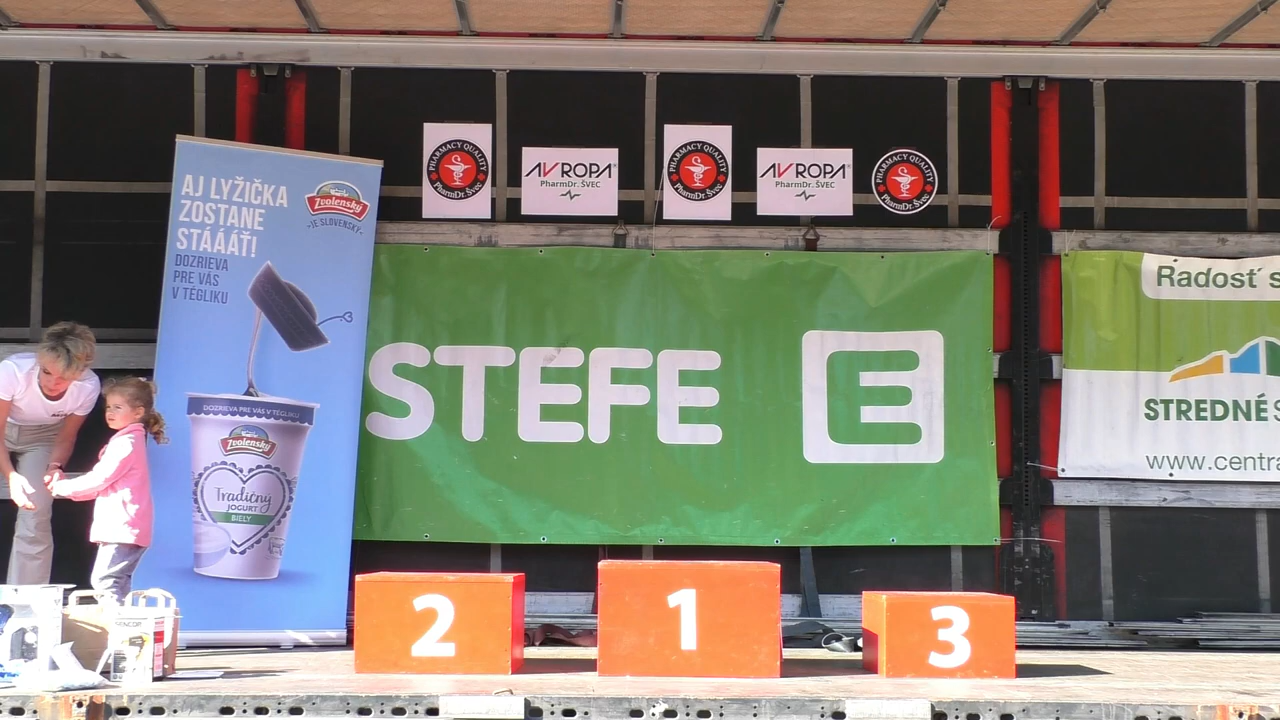 PHARMACY QUALITY
PharmDr. Švec
AVROPA®
PharmDr. ŠVEC
PHARMACY QUALITY
PharmDr. Švec
AVROPA®
PharmDr. ŠVEC
PHARMACY QUALITY
PharmDr. Švec
AJ LYŽIČKA
ZOSTANE
STÁÁÁŤ!
DOZRIEVA
PRE VÁS
V TÉGLIKU
Zvolenský
JE SLOVENSKÝ
DOZRIEVA PRE VÁS V TÉGLIKU
Zvolenský
Tradičný
JOGURT
BIELY
STEFE E
Radosť s
STREDNÉ S
www.centra
2
1
3